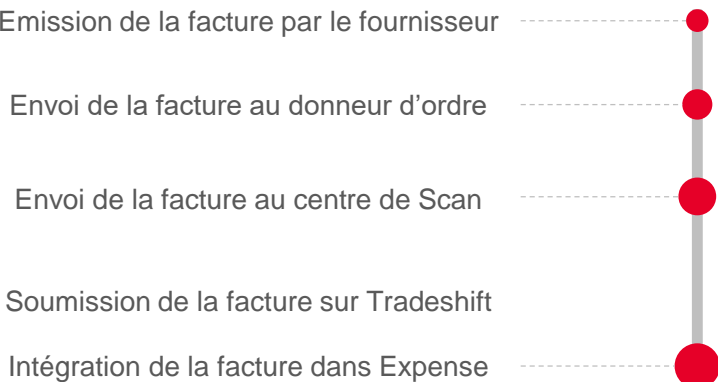 Emission de la facture par le fournisseur
Envoi de la facture au donneur d’ordre
Envoi de la facture au centre de Scan
Soumission de la facture sur Tradeshift
Intégration de la facture dans Expense